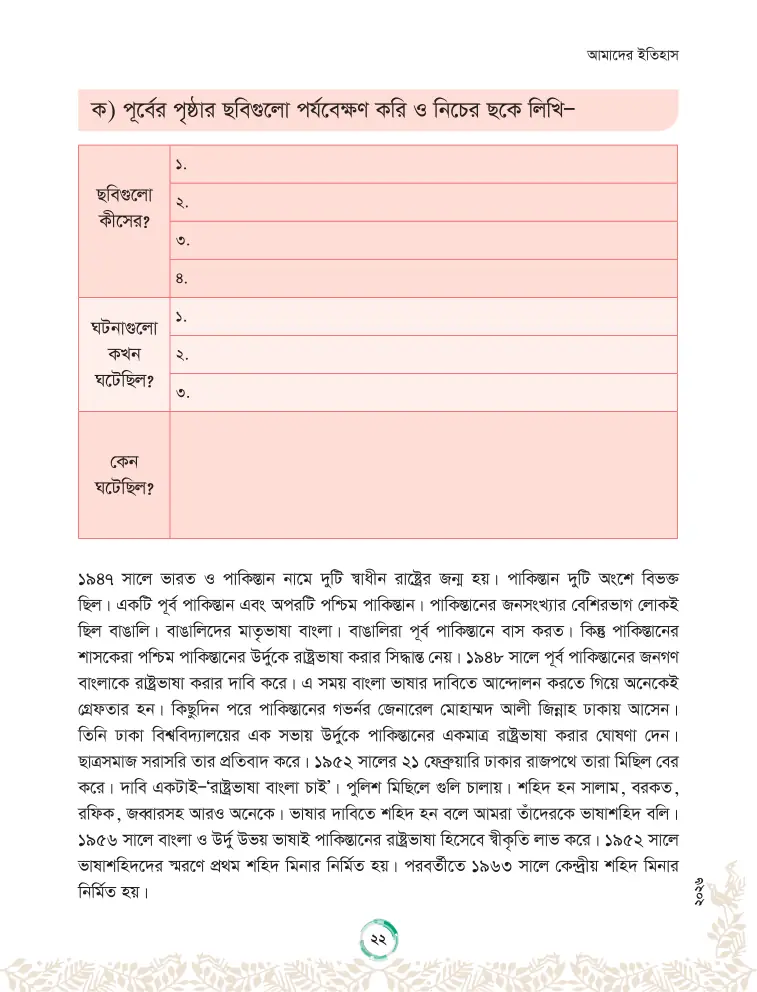 আমাদের ইতিহাস
ক) পূর্বের পৃষ্ঠার ছবিগুলো পর্যবেক্ষণ করি ও নিচের ছকে লিখি–
ছবিগুলো
কীসের?
১.
২.
৩.
৪.
ঘটনাগুলো
কখন
ঘটেছিল?
১.
২.
৩.
কেন
ঘটেছিল?
১৯৪৭ সালে ভারত ও পাকিস্তান নামে দুটি স্বাধীন রাষ্ট্রের জন্ম হয়। পাকিস্তান দুটি অংশে বিভক্ত
ছিল। একটি পূর্ব পাকিস্তান এবং অপরটি পশ্চিম পাকিস্তান। পাকিস্তানের জনসংখ্যার বেশিরভাগ লোকই
ছিল বাঙালি। বাঙালিদের মাতৃভাষা বাংলা। বাঙালিরা পূর্ব পাকিস্তানে বাস করত। কিন্তু পাকিস্তানের
শাসকেরা পশ্চিম পাকিস্তানের উর্দুকে রাষ্ট্রভাষা করার সিদ্ধান্ত নেয়। ১৯৪৮ সালে পূর্ব পাকিস্তানের জনগণ
বাংলাকে রাষ্ট্রভাষা করার দাবি করে। এ সময় বাংলা ভাষার দাবিতে আন্দোলন করতে গিয়ে অনেকেই
গ্রেফতার হন। কিছুদিন পরে পাকিস্তানের গভর্নর জেনারেল মোহাম্মদ আলী জিন্নাহ ঢাকায় আসেন।
তিনি ঢাকা বিশ্ববিদ্যালয়ের এক সভায় উর্দুকে পাকিস্তানের একমাত্র রাষ্ট্রভাষা করার ঘোষণা দেন।
ছাত্রসমাজ সরাসরি তার প্রতিবাদ করে। ১৯৫২ সালের ২১ ফেব্রুয়ারি ঢাকার রাজপথে তারা মিছিল বের
করে। দাবি একটাই–‘রাষ্ট্রভাষা বাংলা চাই’। পুলিশ মিছিলে গুলি চালায়। শহিদ হন সালাম, বরকত,
রফিক, জব্বারসহ আরও অনেকে। ভাষার দাবিতে শহিদ হন বলে আমরা তাঁদেরকে ভাষাশহিদ বলি।
১৯৫৬ সালে বাংলা ও উর্দু উভয় ভাষাই পাকিস্তানের রাষ্ট্রভাষা হিসেবে স্বীকৃতি লাভ করে। ১৯৫২ সালে
ভাষাশহিদদের স্মরণে প্রথম শহিদ মিনার নির্মিত হয়। পরবর্তীতে ১৯৬৩ সালে কেন্দ্রীয় শহিদ মিনার
নির্মিত হয়।
২০২৬
২২